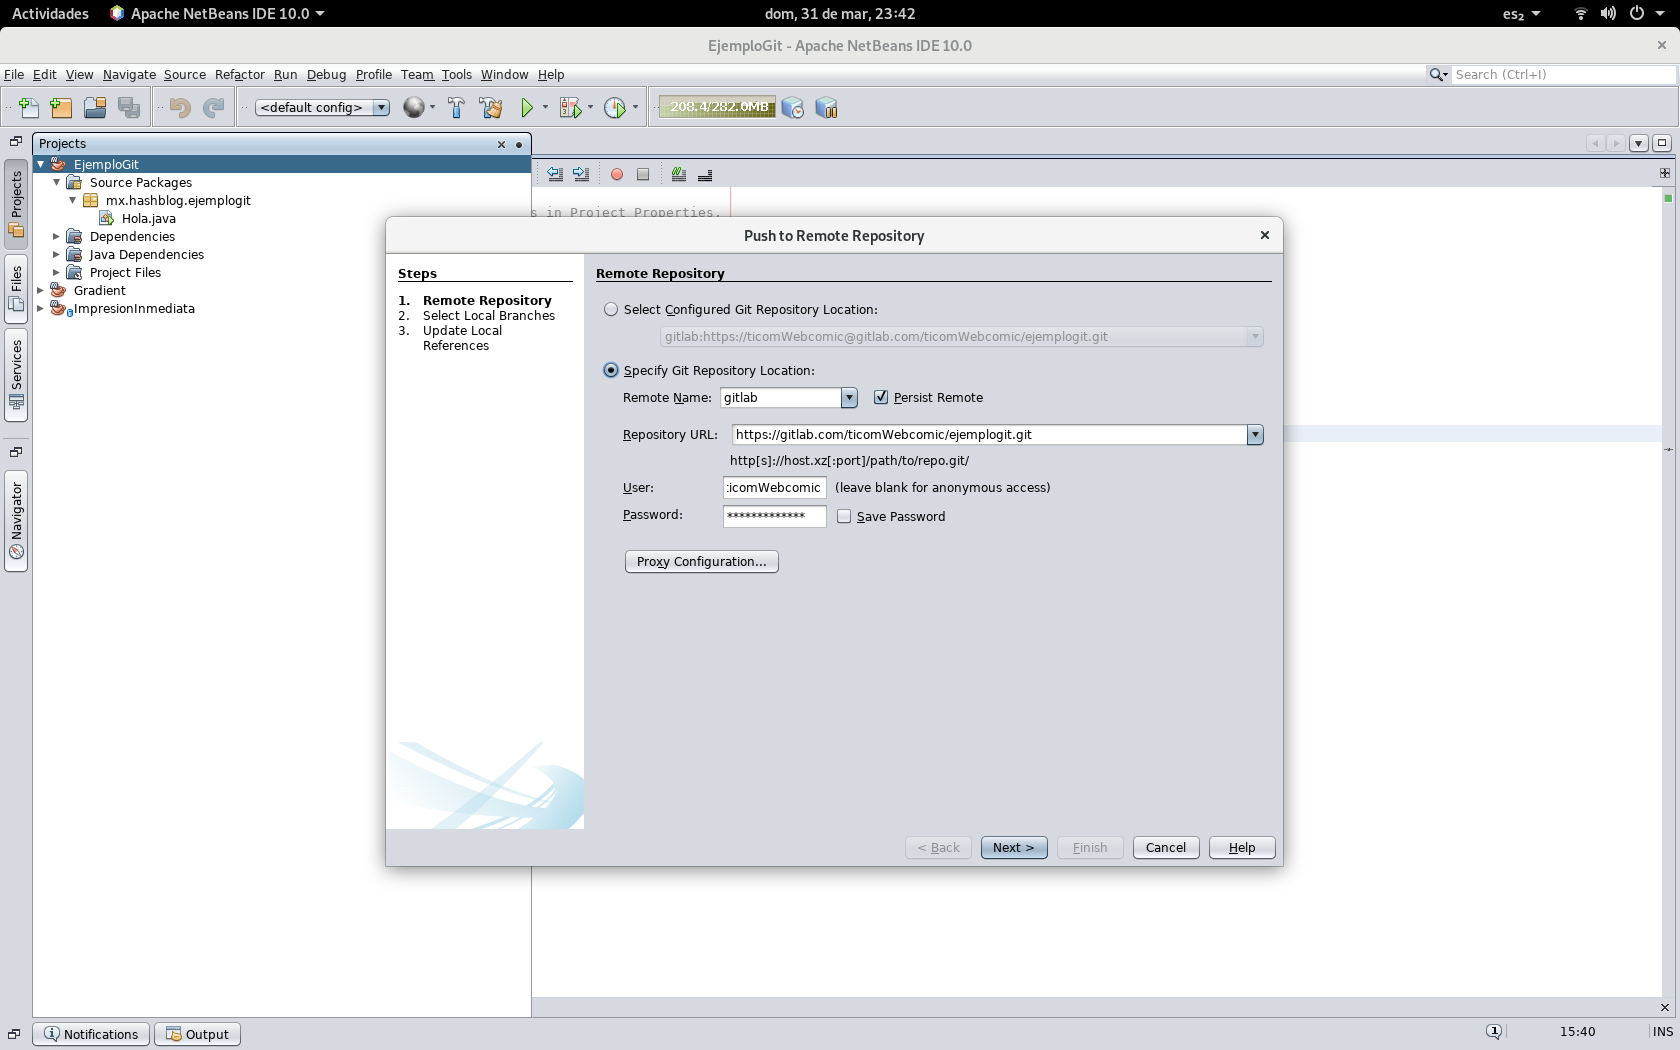 Actividades Apache NetBeans IDE 10.0 dom, 31 de mar, 23:42 es₂
EjemploGit - Apache NetBeans IDE 10.0
File Edit View Navigate Source Refactor Run Debug Profile Team Tools Window Help Search (Ctrl+I)
<default config> 208.4/282.0MB
Projects
EjemploGit
Source Packages
mx.hashblog.ejemplogit
Hola.java
Dependencies
Java Dependencies
Project Files
Gradient
ImpresionInmediata
Projects
Files
Services
Navigator
s in Project Properties.
Push to Remote Repository
Steps
1. Remote Repository
2. Select Local Branches
3. Update Local
References
Remote Repository
Select Configured Git Repository Location:
gitlab:https://ticomWebcomic@gitlab.com/ticomWebcomic/ejemplogit.git
Specify Git Repository Location:
Remote Name: gitlab Persist Remote
Repository URL: https://gitlab.com/ticomWebcomic/ejemplogit.git
http[s]://host.xz[:port]/path/to/repo.git/
User: ticomWebcomic (leave blank for anonymous access)
Password: ************* Save Password
Proxy Configuration...
< Back Next > Finish Cancel Help
Notifications Output 1 15:40 INS